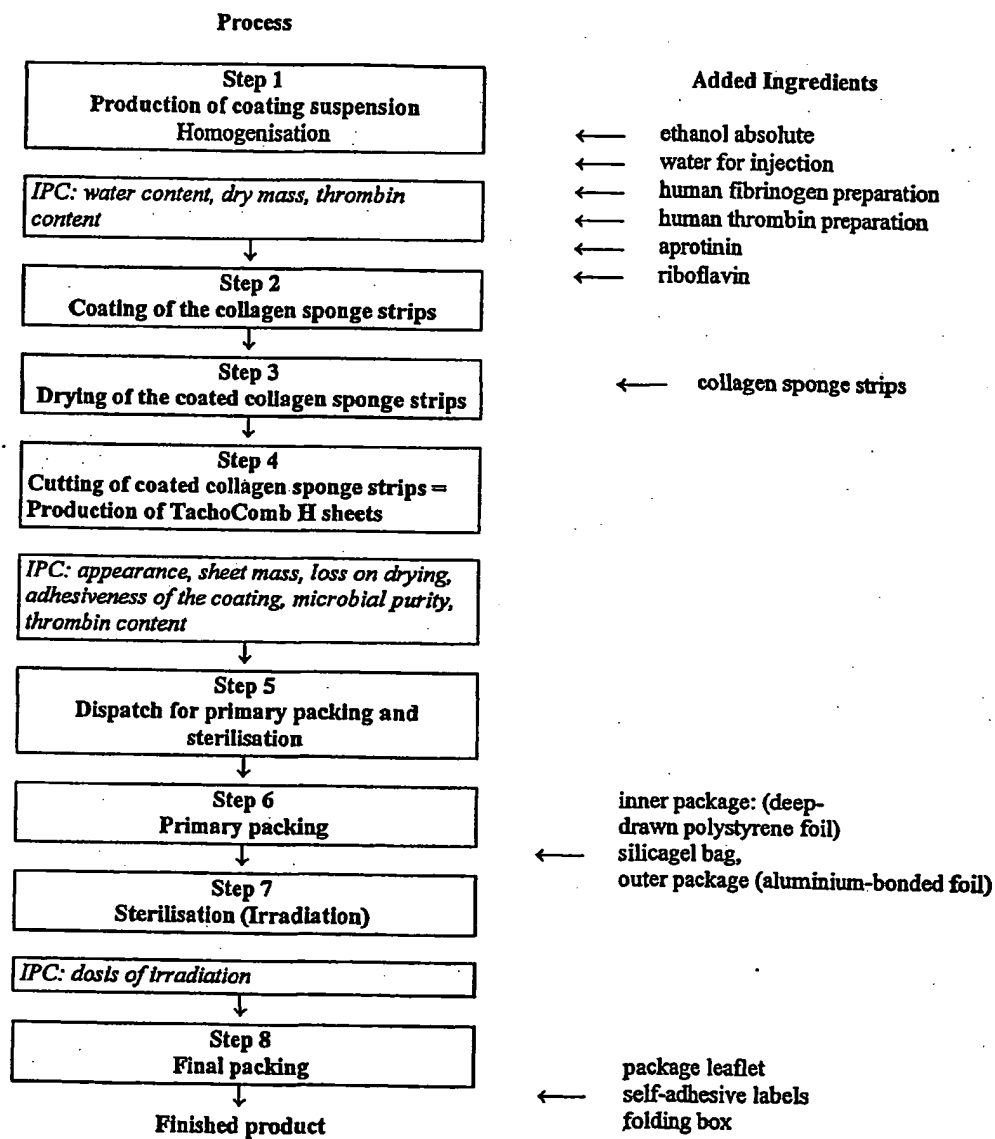 Process
Step 1
Production of coating suspension
Homogenisation
Added Ingredients
← ethanol absolute
← water for injection
← human fibrinogen preparation
← human thrombin preparation
← aprotinin
← riboflavin
IPC: water content, dry mass, thrombin
content
Step 2
Coating of the collagen sponge strips
Step 3
Drying of the coated collagen sponge strips
← collagen sponge strips
Step 4
Cutting of coated collagen sponge strips =
Production of TachoComb H sheets
IPC: appearance, sheet mass, loss on drying,
adhesiveness of the coating, microbial purity,
thrombin content
Step 5
Dispatch for primary packing and
sterilisation
Step 6
Primary packing
inner package: (deep-
drawn polystyrene foil)
← silicagel bag,
outer package (aluminium-bonded foil)
Step 7
Sterilisation (Irradiation)
IPC: dosis of irradiation
Step 8
Final packing
package leaflet
← self-adhesive labels
folding box
Finished product